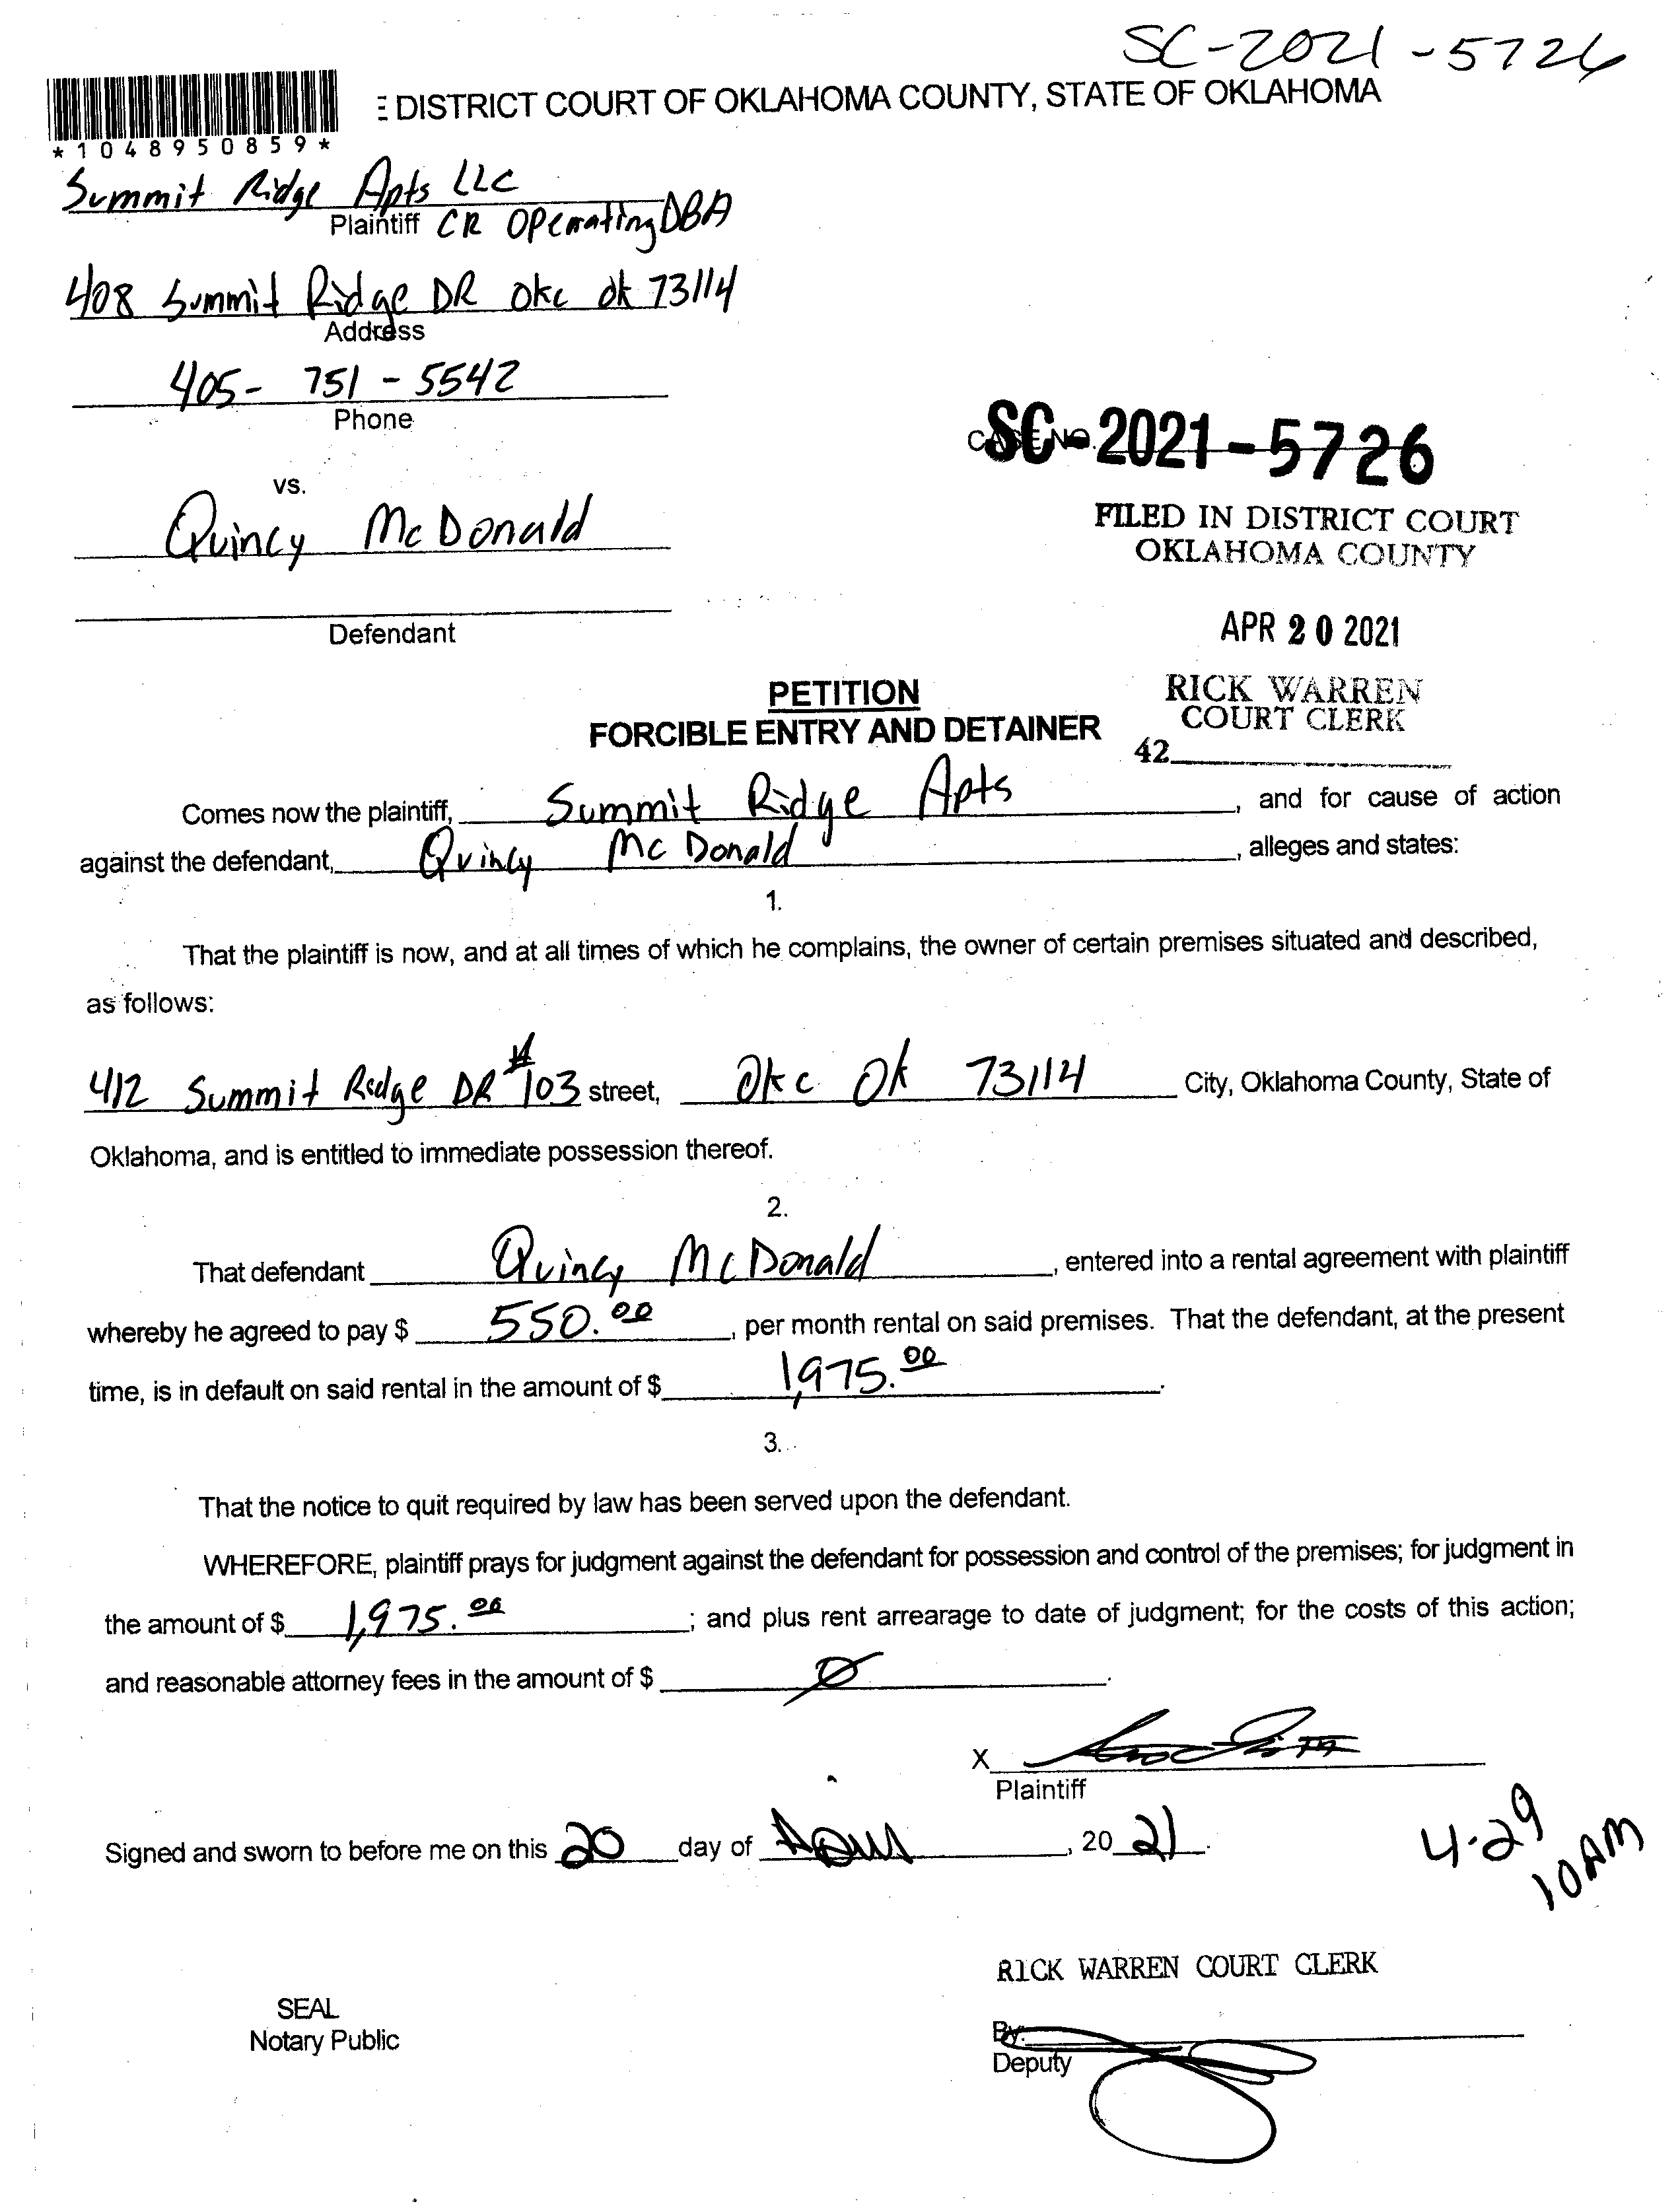 SC-2021-5726
E DISTRICT COURT OF OKLAHOMA COUNTY, STATE OF OKLAHOMA
*1048950859*
Summit Ridge Apts LLC
Plaintiff CR Operating DBA
408 Summit Ridge DR OKC OK 73114
Address
405-751-5542
Phone
CASE NO. SC-2021-5726
vs.
Quincy McDonald
FILED IN DISTRICT COURT
OKLAHOMA COUNTY
Defendant
APR 20 2021
PETITION
RICK WARREN
COURT CLERK
FORCIBLE ENTRY AND DETAINER
42
Comes now the plaintiff, Summit Ridge Apts, and for cause of action
against the defendant, Quincy McDonald, alleges and states:
1.
That the plaintiff is now, and at all times of which he complains, the owner of certain premises situated and described,
as follows:
412 Summit Ridge DR #103 street, OKC OK 73114 City, Oklahoma County, State of
Oklahoma, and is entitled to immediate possession thereof.
2.
That defendant Quincy McDonald, entered into a rental agreement with plaintiff
whereby he agreed to pay $ 550.00, per month rental on said premises. That the defendant, at the present
time, is in default on said rental in the amount of $ 1,975.00.
3.
That the notice to quit required by law has been served upon the defendant.
WHEREFORE, plaintiff prays for judgment against the defendant for possession and control of the premises; for judgment in
the amount of $ 1,975.00; and plus rent arrearage to date of judgment; for the costs of this action;
and reasonable attorney fees in the amount of $ Ø.
X
Plaintiff
Signed and sworn to before me on this 20 day of April, 2021.
4-29
10AM
RICK WARREN COURT CLERK
SEAL
Notary Public
By:
Deputy